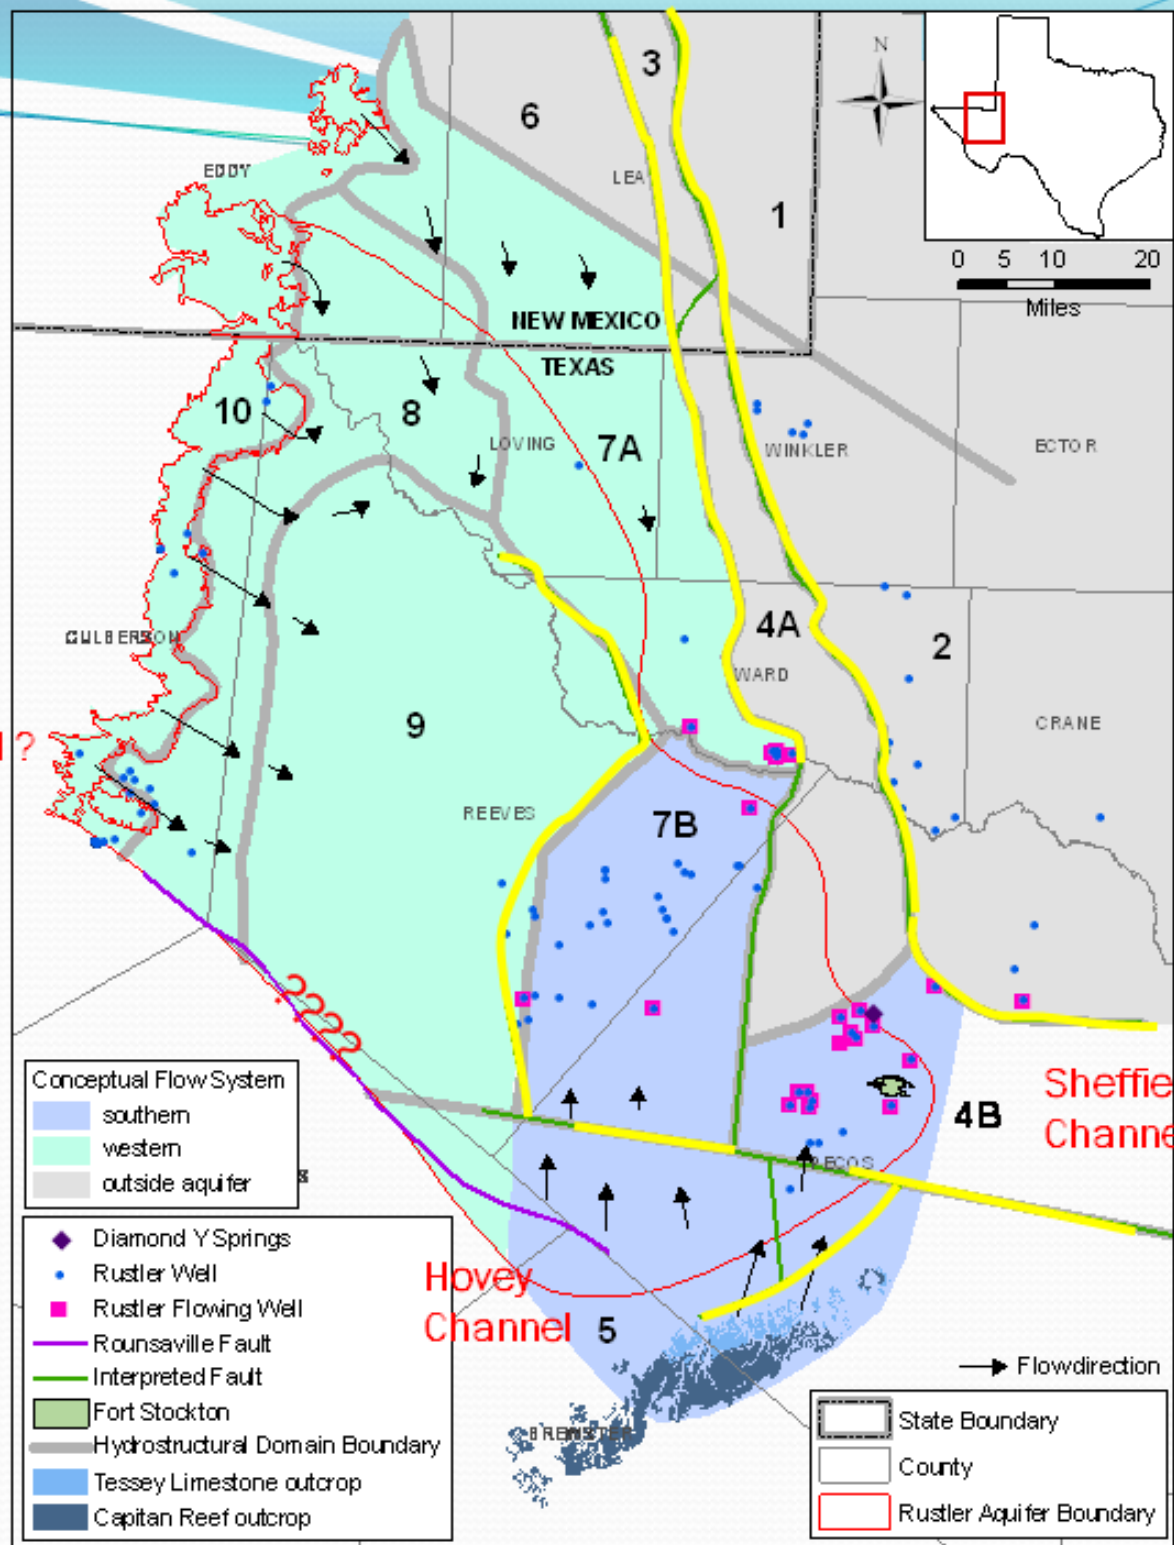 N
3
6
EDDY
LEA
1
0 5 10 20
Miles
NEW MEXICO
TEXAS
10
8
LOVING
7A
WINKLER
ECTOR
4A
2
CULBERSON
WARD
9
CRANE
REEVES
7B
????
Conceptual Flow System
southern
western
outside aquifer
Sheffie
Channe
4B
PECOS
Diamond Y Springs
Rustler Well
Rustler Flowing Well
Rounsaville Fault
Interpreted Fault
Fort Stockton
Hydrostructural Domain Boundary
Tessey Limestone outcrop
Capitan Reef outcrop
Hovey
Channel
5
BREWSTER
Flow direction
State Boundary
County
Rustler Aquifer Boundary